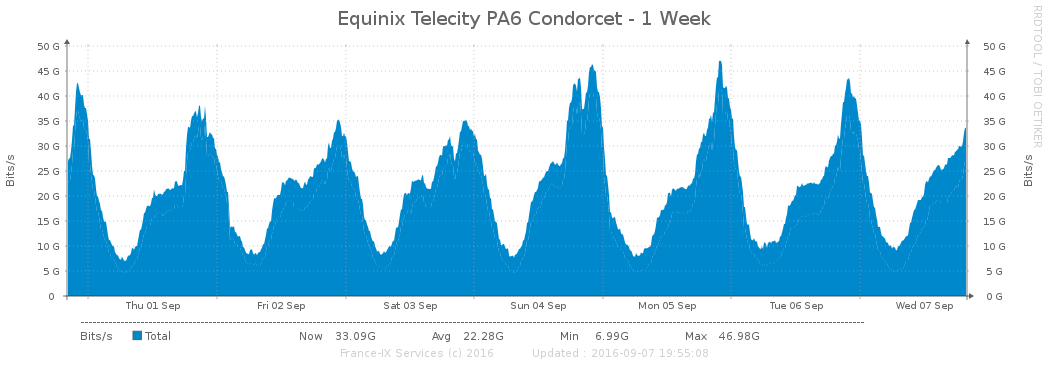 Equinix Telecity PA6 Condorcet - 1 Week
RRDTOOL / TOBI OETIKER
Bits/s
50 G 50 G
45 G 45 G
40 G 40 G
35 G 35 G
30 G 30 G
25 G 25 G
20 G 20 G
15 G 15 G
10 G 10 G
5 G 5 G
0 0 G
Bits/s
Thu 01 Sep Fri 02 Sep Sat 03 Sep Sun 04 Sep Mon 05 Sep Tue 06 Sep Wed 07 Sep
Bits/s Total Now 33.09G Avg 22.28G Min 6.99G Max 46.98G
France-IX Services (c) 2016 Updated : 2016-09-07 19:55:08